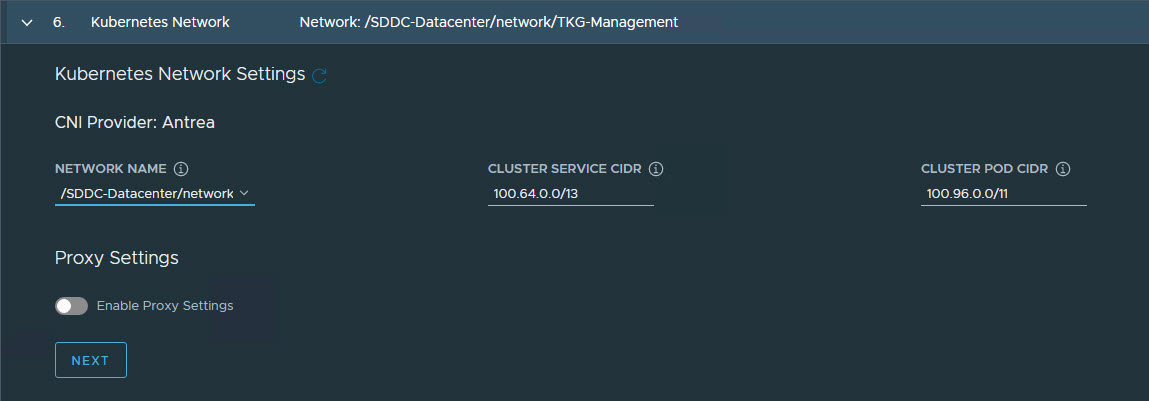 6. Kubernetes Network Network: /SDDC-Datacenter/network/TKG-Management
Kubernetes Network Settings
CNI Provider: Antrea
NETWORK NAME CLUSTER SERVICE CIDR CLUSTER POD CIDR
/SDDC-Datacenter/network 100.64.0.0/13 100.96.0.0/11
Proxy Settings
Enable Proxy Settings
NEXT